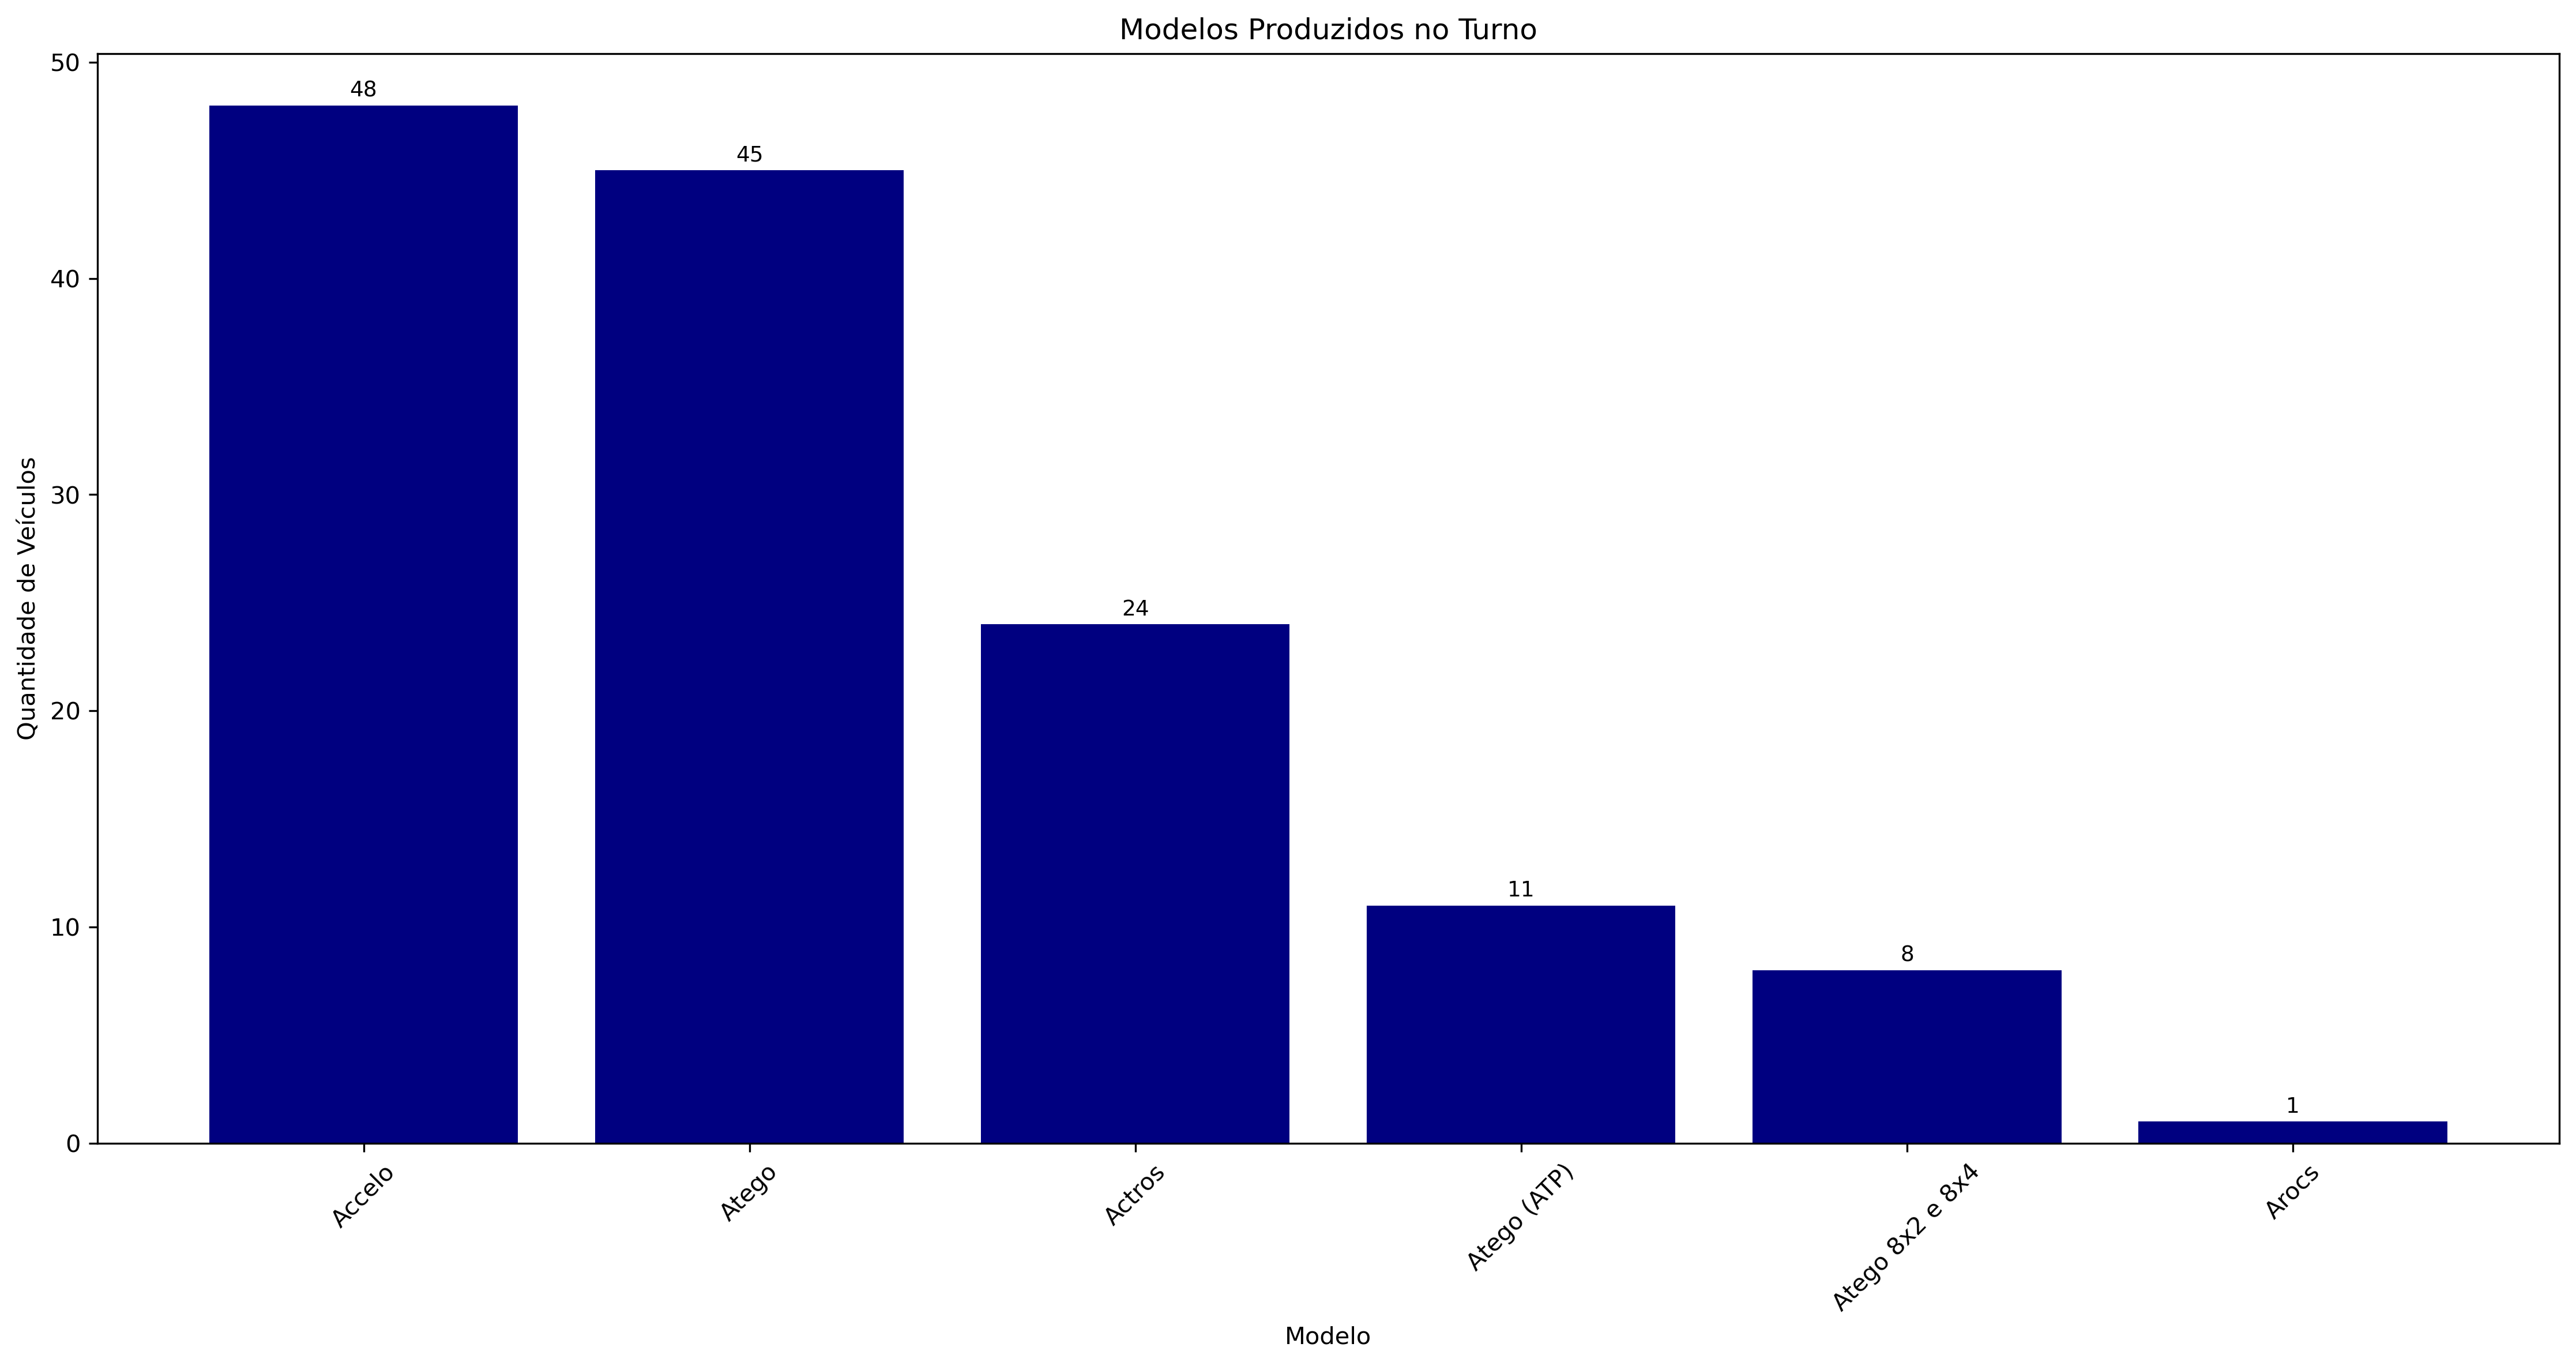 Modelos Produzidos no Turno
Quantidade de Veículos
50
40
30
20
10
0
48
45
24
11
8
1
Accelo
Atego
Actros
Atego (ATP)
Atego 8x2 e 8x4
Arocs
Modelo